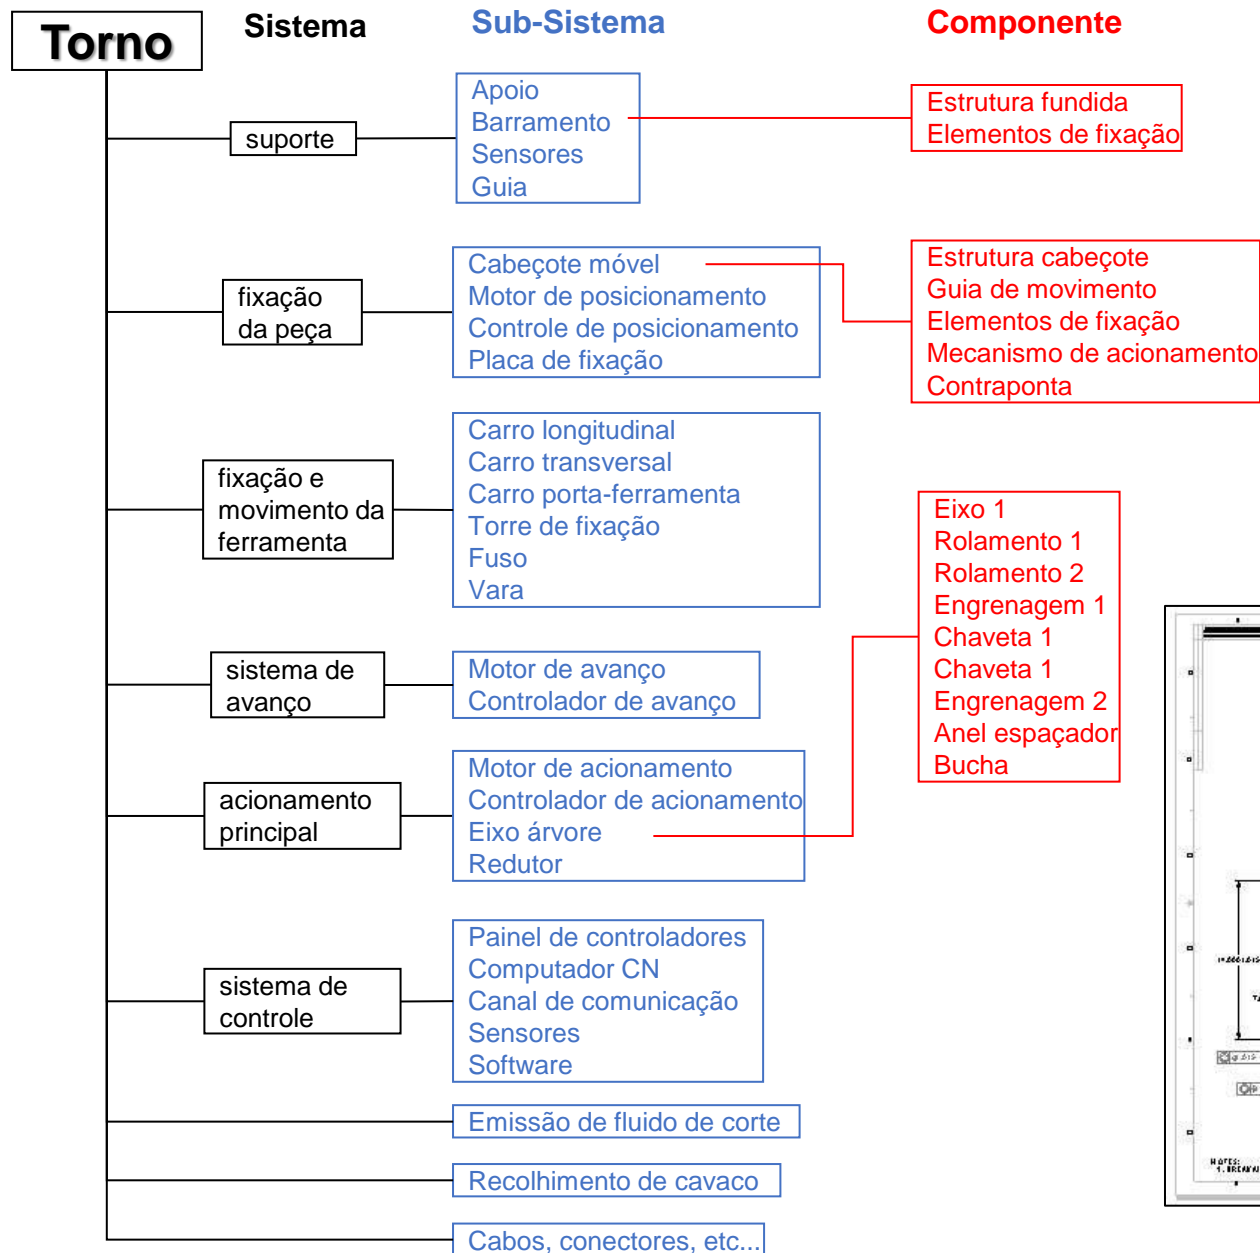 Torno
Sistema
Sub-Sistema
Componente
suporte
Apoio
Barramento
Sensores
Guia
Estrutura fundida
Elementos de fixação
fixação
da peça
Cabeçote móvel
Motor de posicionamento
Controle de posicionamento
Placa de fixação
Estrutura cabeçote
Guia de movimento
Elementos de fixação
Mecanismo de acionamento
Contraponta
fixação e
movimento da
ferramenta
Carro longitudinal
Carro transversal
Carro porta-ferramenta
Torre de fixação
Fuso
Vara
Eixo 1
Rolamento 1
Rolamento 2
Engrenagem 1
Chaveta 1
Chaveta 1
Engrenagem 2
Anel espaçador
Bucha
sistema de
avanço
Motor de avanço
Controlador de avanço
acionamento
principal
Motor de acionamento
Controlador de acionamento
Eixo árvore
Redutor
sistema de
controle
Painel de controladores
Computador CN
Canal de comunicação
Sensores
Software
Emissão de fluido de corte
Recolhimento de cavaco
Cabos, conectores, etc...
NOTES: